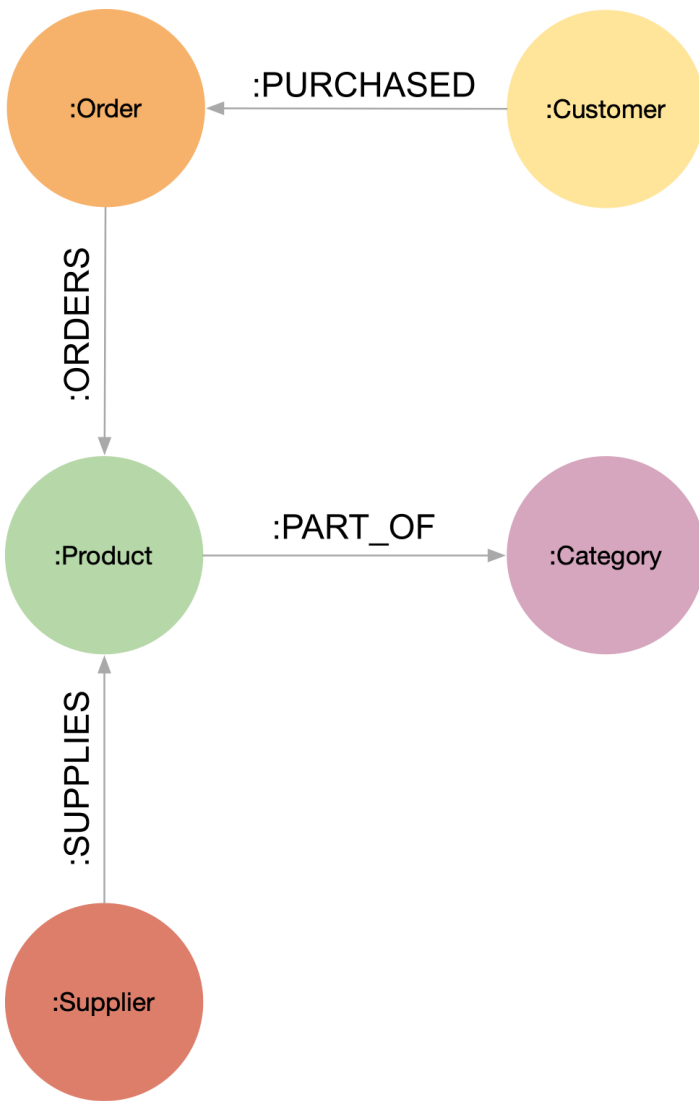 :PURCHASED
:Order
:Customer
:ORDERS
:PART_OF
:Product
:Category
:SUPPLIES
:Supplier